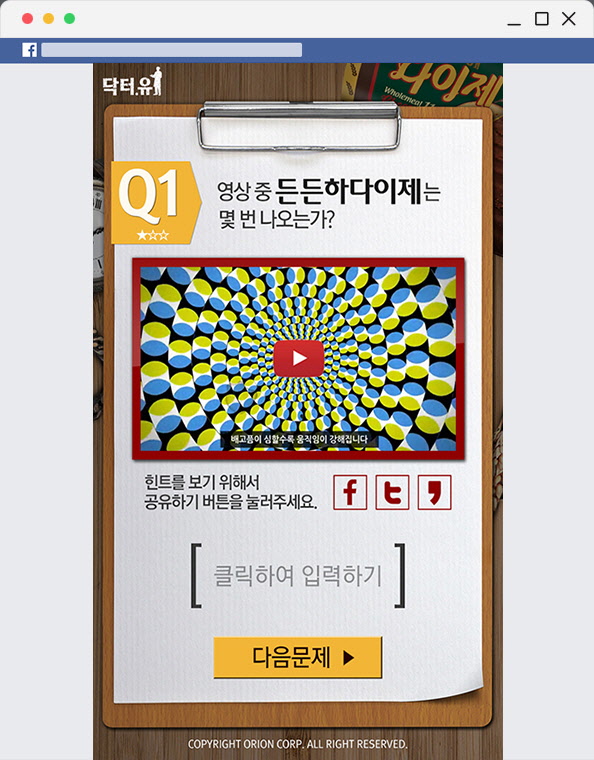 닥터.유
다이제
Wholemeal
Q1
★☆☆
영상 중 든든하다이제는
몇 번 나오는가?
배고픔이 심할수록 움직임이 강해집니다
힌트를 보기 위해서
공유하기 버튼을 눌러주세요.
[ 클릭하여 입력하기 ]
다음문제 ▶
COPYRIGHT ORION CORP. ALL RIGHT RESERVED.